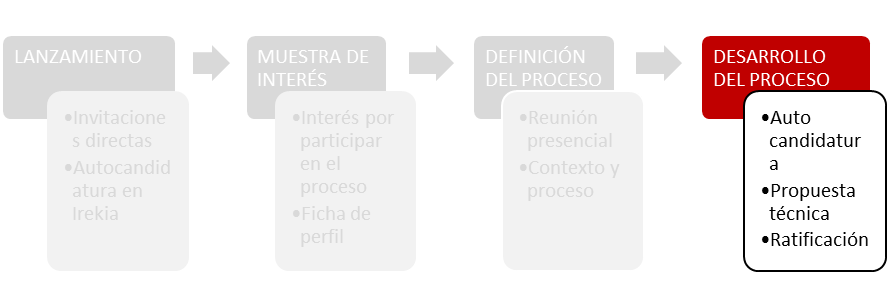 LANZAMIENTO
•Invitacione
s directas
•Autocandid
atura en
Irekia
MUESTRA DE
INTERÉS
•Interés por
participar
en el
proceso
•Ficha de
perfil
DEFINICIÓN
DEL PROCESO
•Reunión
presencial
•Contexto y
proceso
DESARROLLO
DEL PROCESO
•Auto
candidatur
a
•Propuesta
técnica
•Ratificación